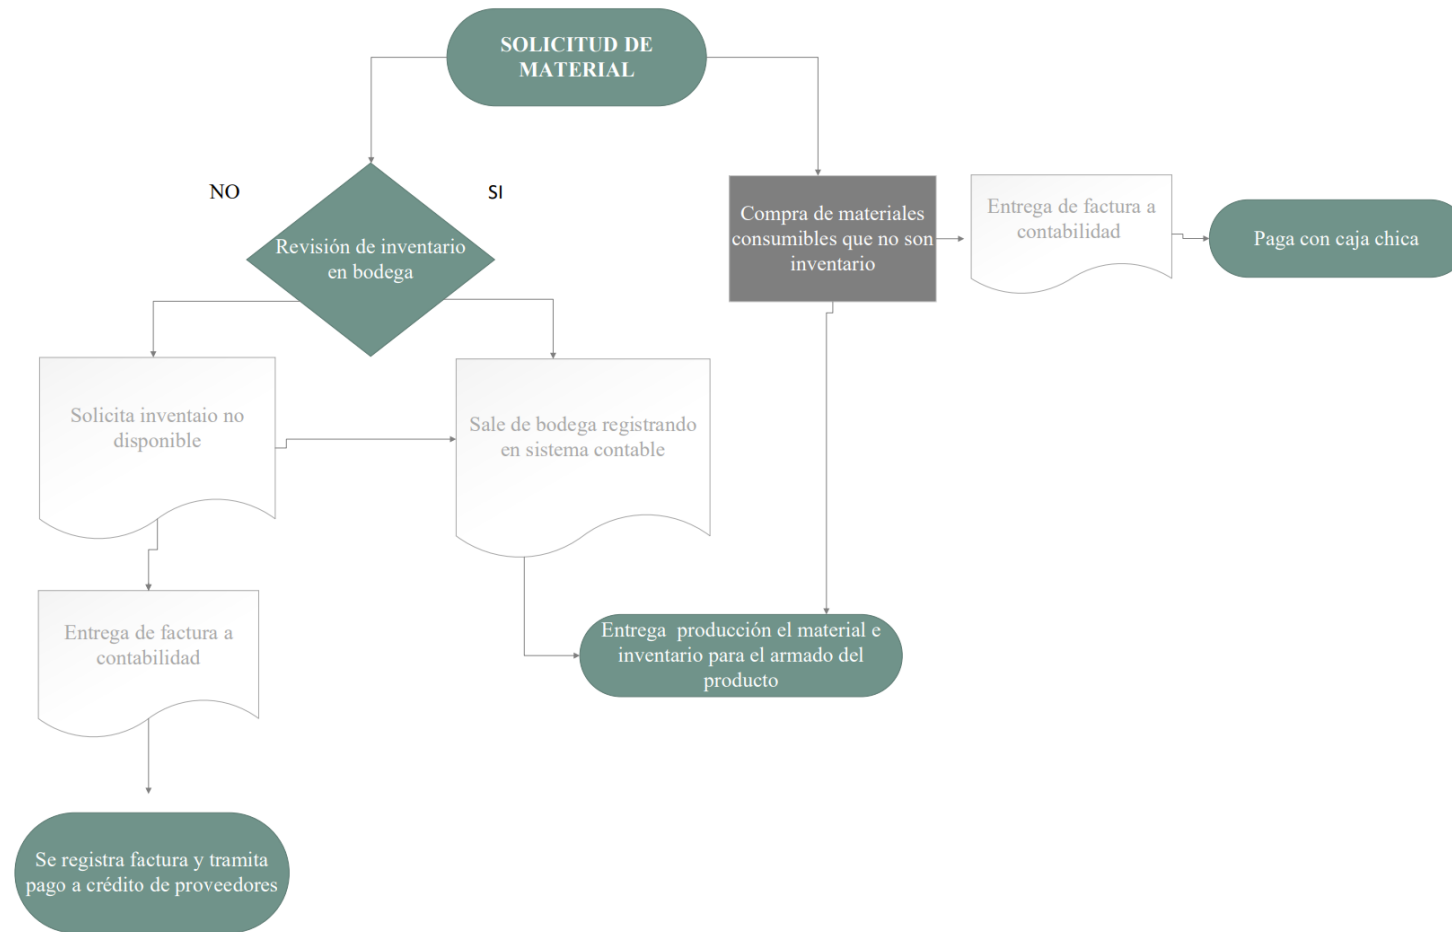 SOLICITUD DE
MATERIAL
NO
SI
Revisión de inventario
en bodega
Compra de materiales
consumibles que no son
inventario
Entrega de factura a
contabilidad
Paga con caja chica
Solicita inventaio no
disponible
Sale de bodega registrando
en sistema contable
Entrega de factura a
contabilidad
Entrega producción el material e
inventario para el armado del
producto
Se registra factura y tramita
pago a crédito de proveedores